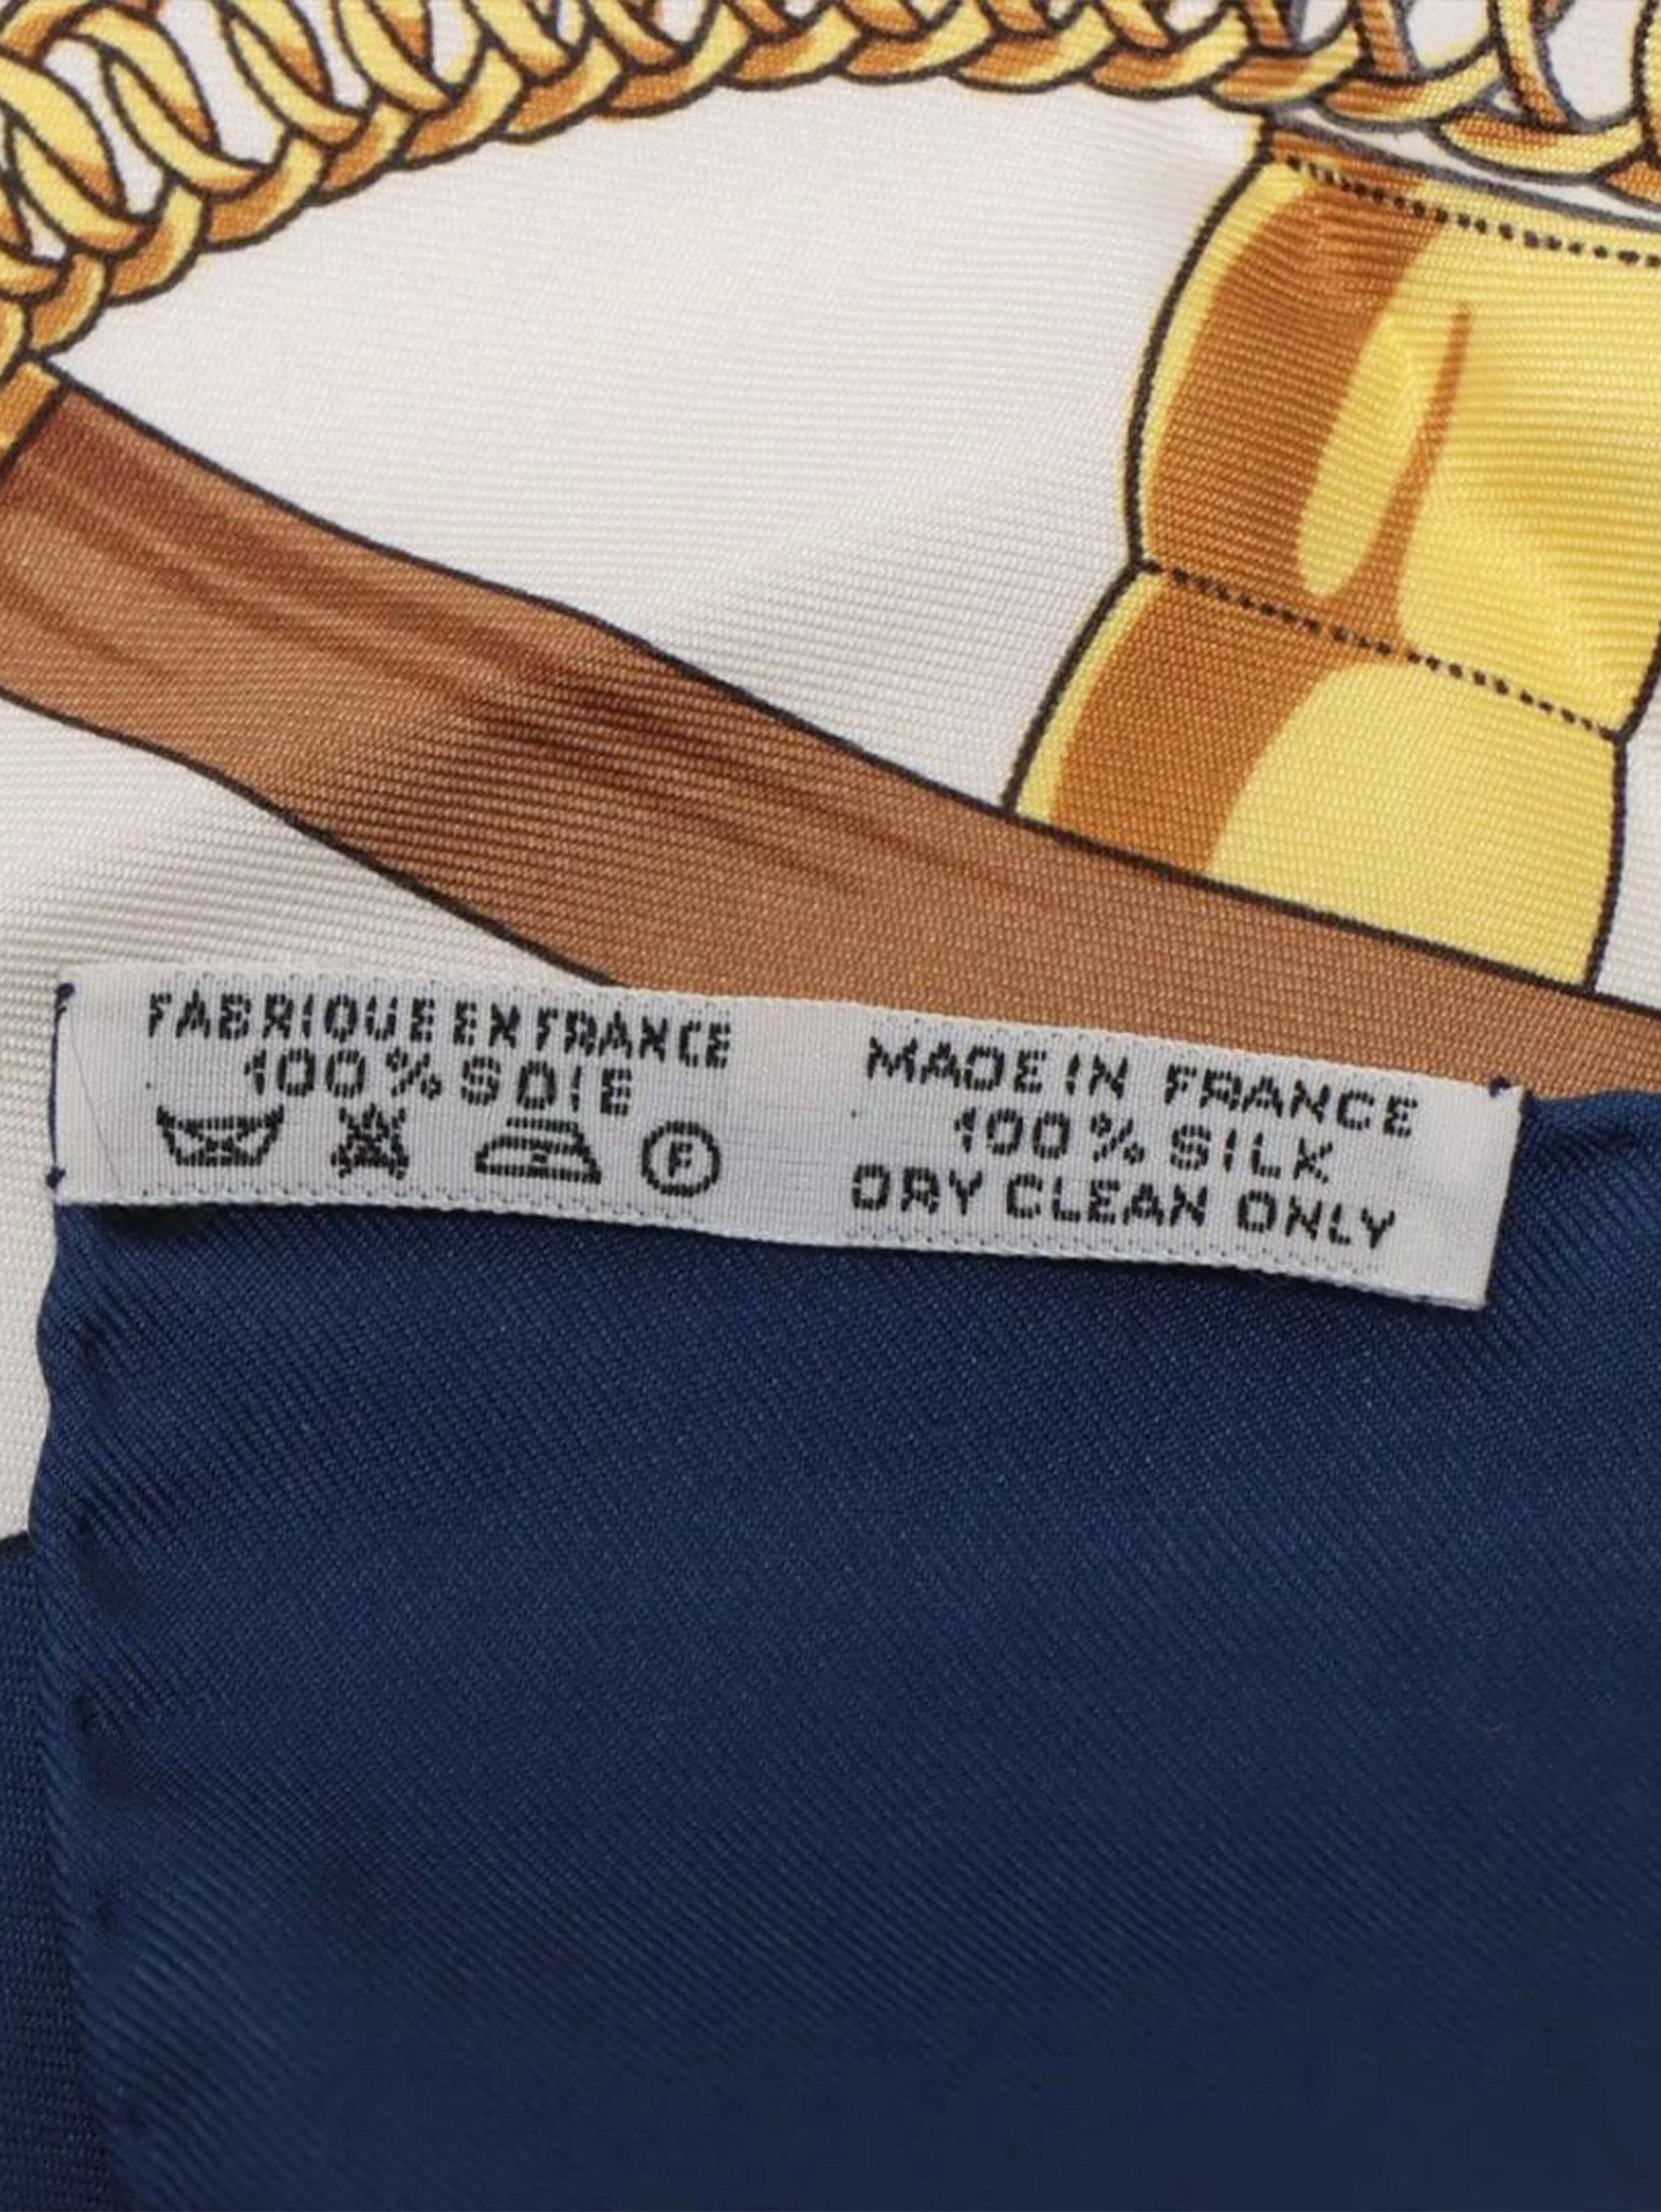 FABRIQUE EN FRANCE
100% SOIE
F
MADE IN FRANCE
100% SILK
DRY CLEAN ONLY